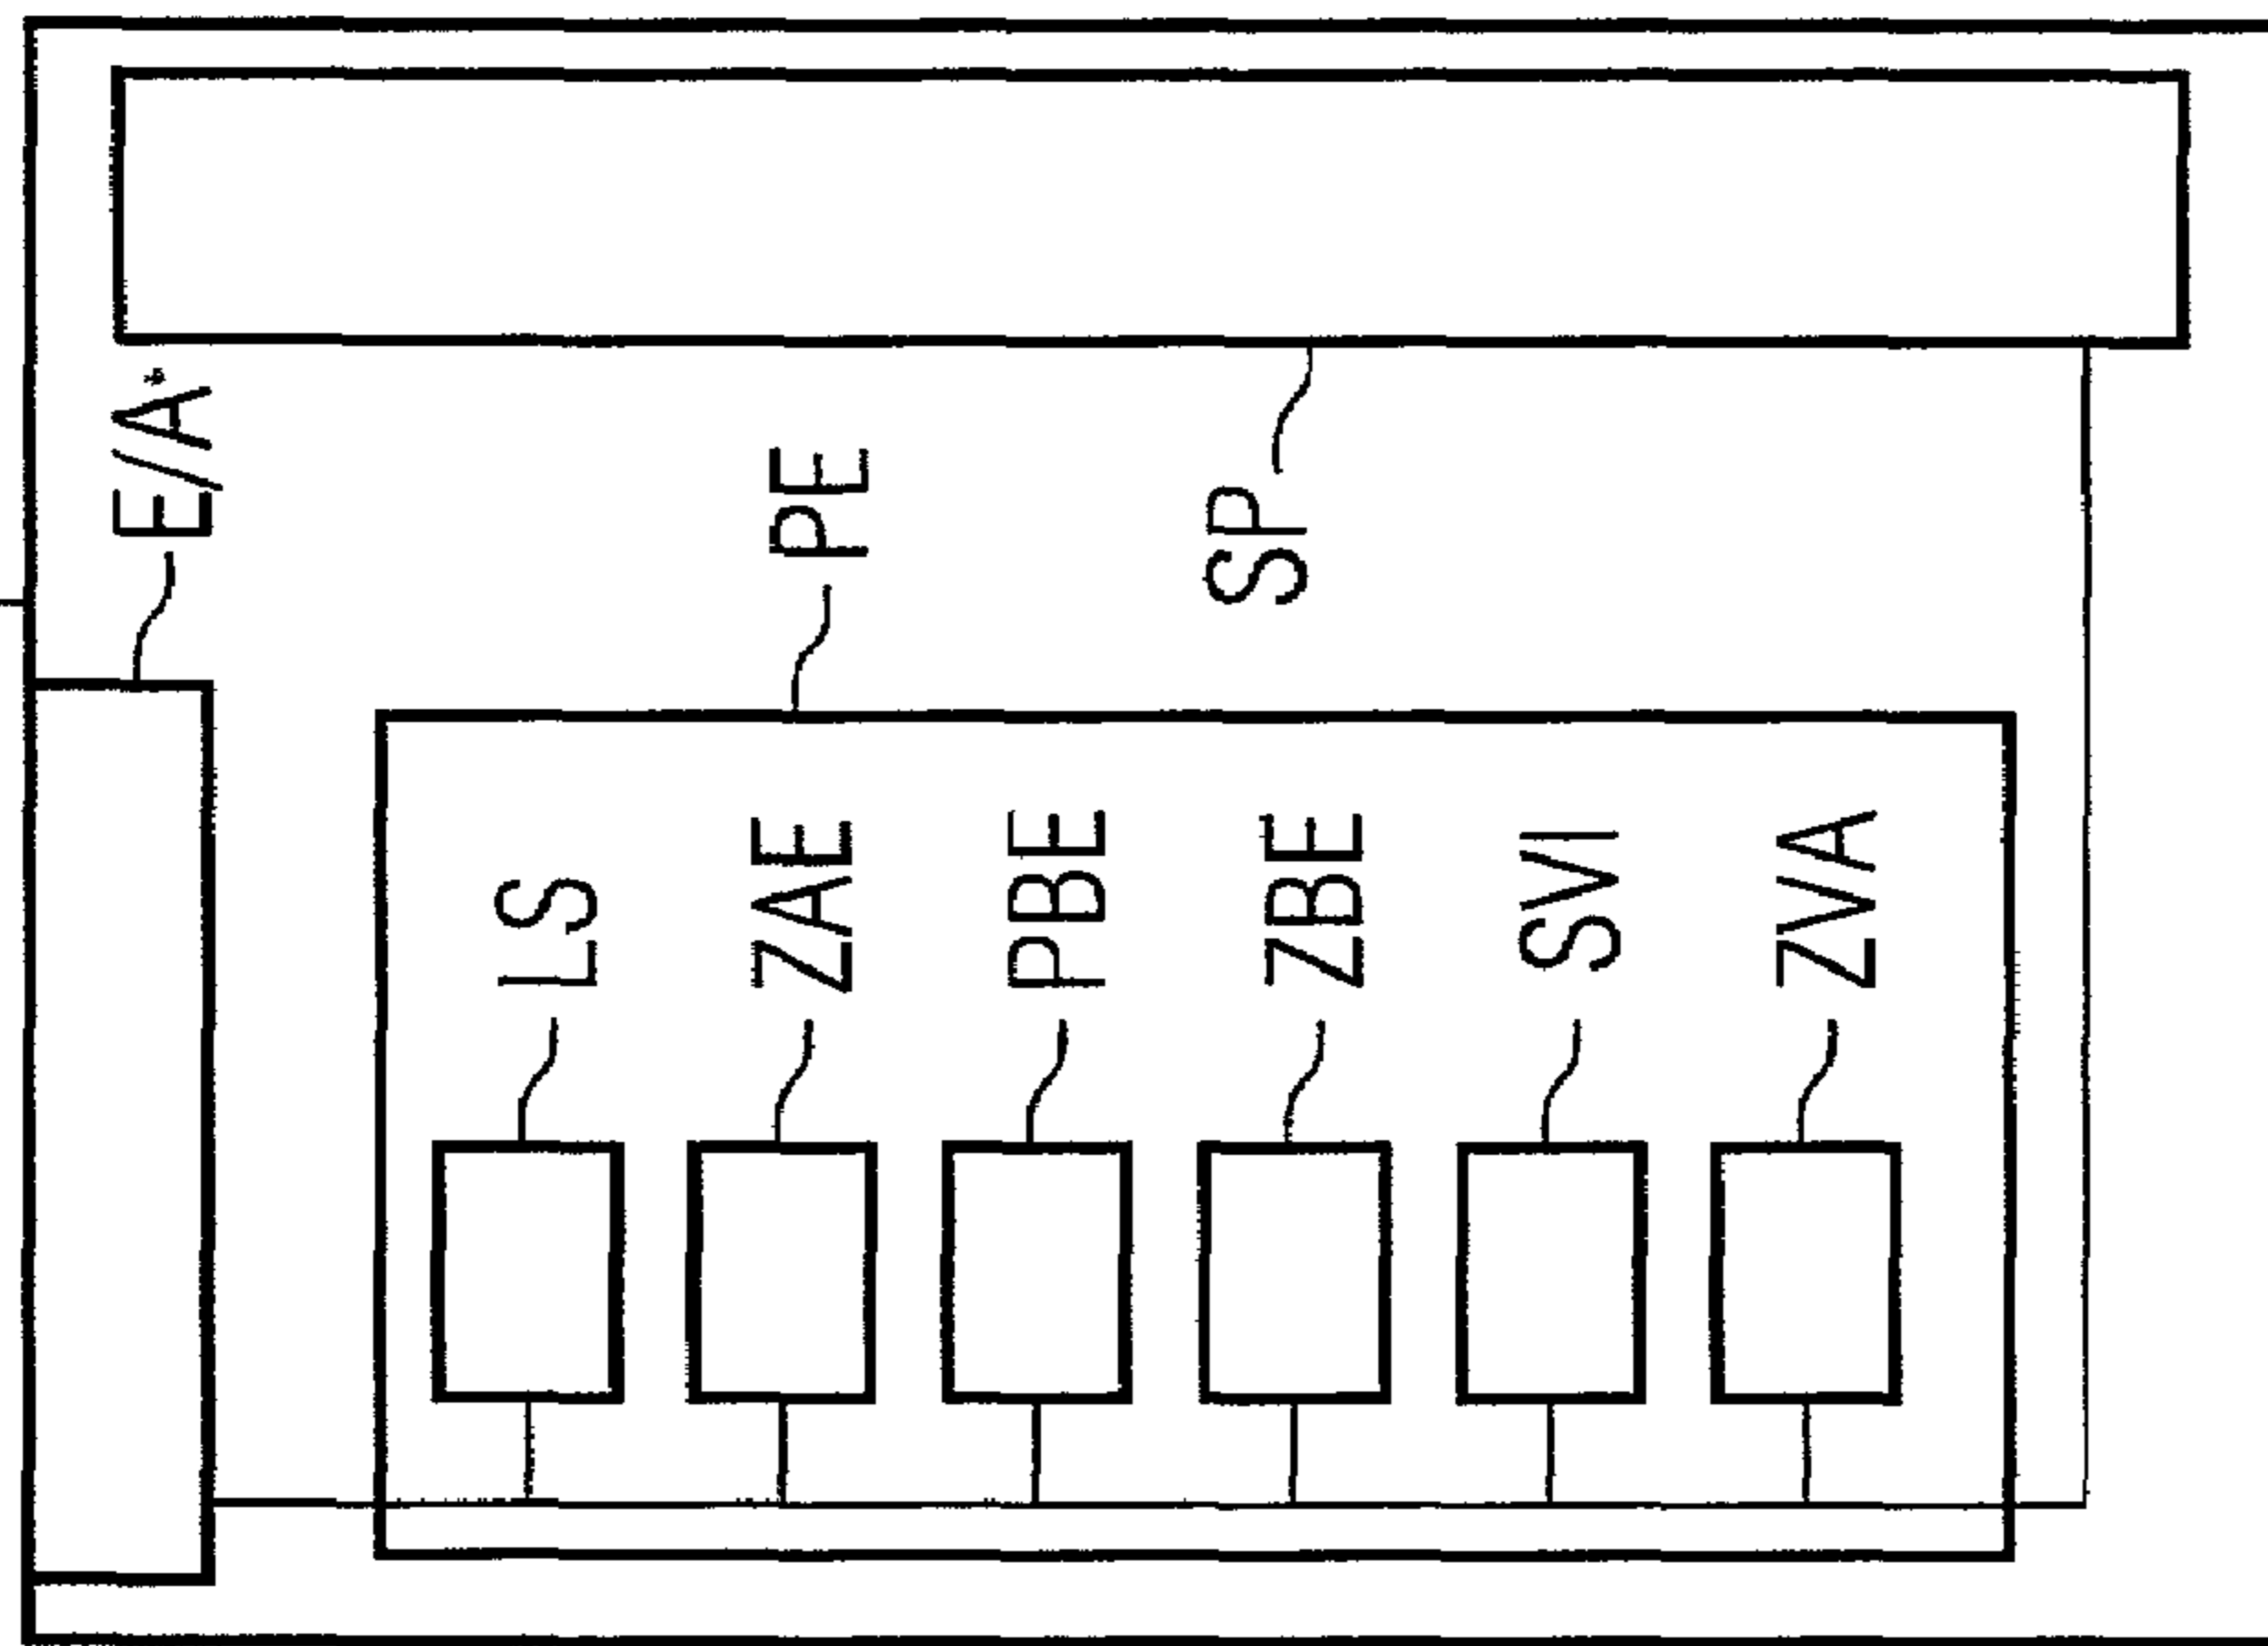 E/A*
PE
SP
LS
ZAE
PBE
ZBE
SVI
ZVA